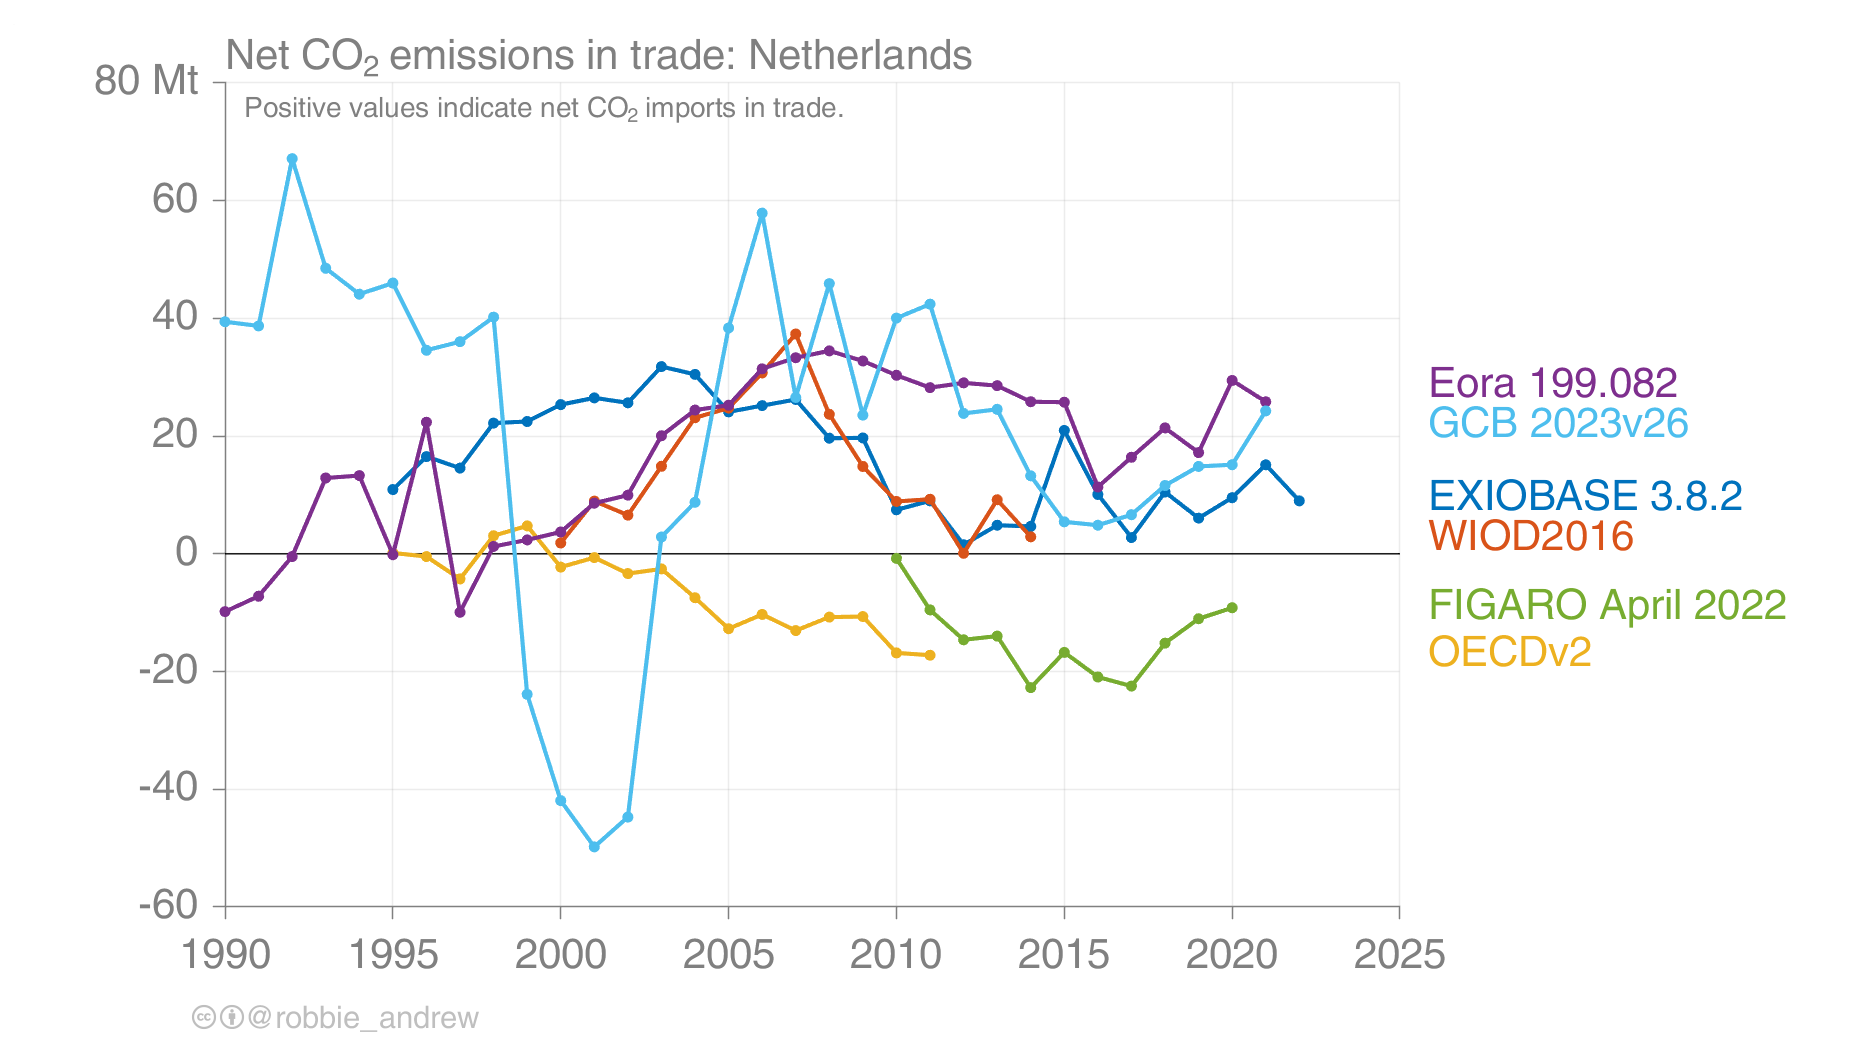 Net CO₂ emissions in trade: Netherlands
80 Mt
Positive values indicate net CO₂ imports in trade.
60
40
20
0
-20
-40
-60
Eora 199.082
GCB 2023v26
EXIOBASE 3.8.2
WIOD2016
FIGARO April 2022
OECDv2
1990 1995 2000 2005 2010 2015 2020 2025
cc @robbie_andrew